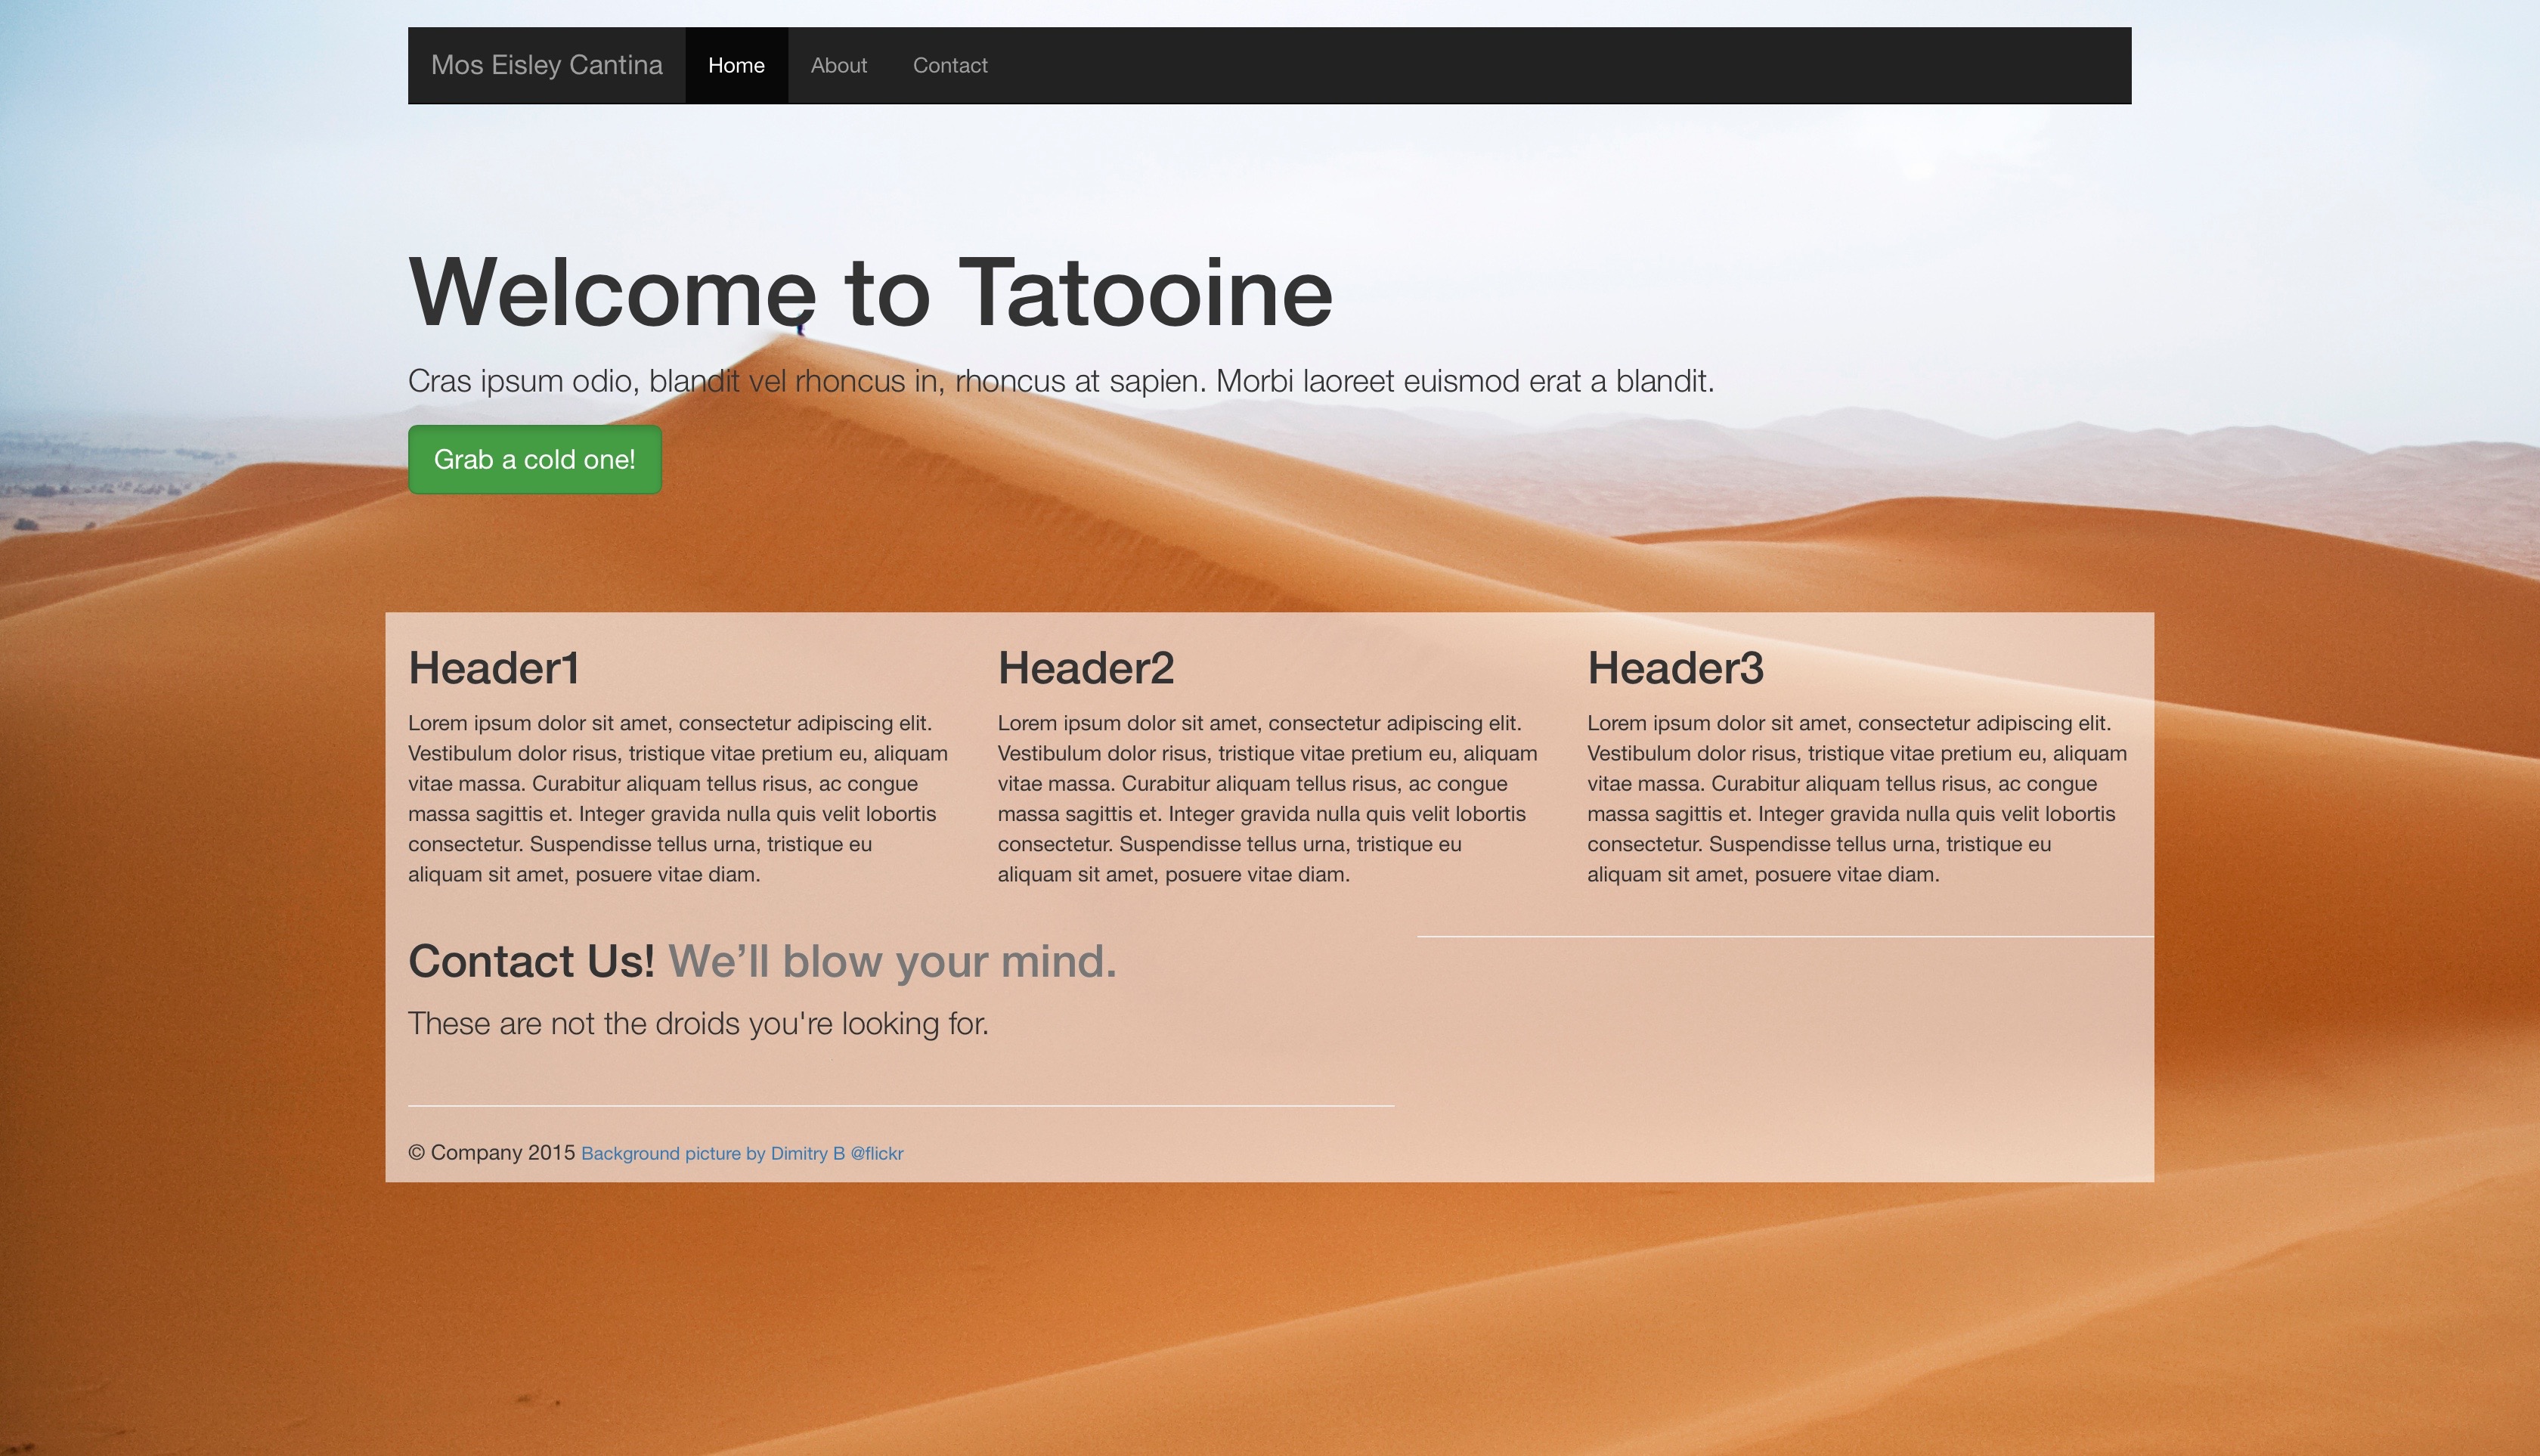 Mos Eisley Cantina Home About Contact
Welcome to Tatooine
Cras ipsum odio, blandit vel rhoncus in, rhoncus at sapien. Morbi laoreet euismod erat a blandit.
Grab a cold one!
Header1
Lorem ipsum dolor sit amet, consectetur adipiscing elit.
Vestibulum dolor risus, tristique vitae pretium eu, aliquam
vitae massa. Curabitur aliquam tellus risus, ac congue
massa sagittis et. Integer gravida nulla quis velit lobortis
consectetur. Suspendisse tellus urna, tristique eu
aliquam sit amet, posuere vitae diam.
Header2
Lorem ipsum dolor sit amet, consectetur adipiscing elit.
Vestibulum dolor risus, tristique vitae pretium eu, aliquam
vitae massa. Curabitur aliquam tellus risus, ac congue
massa sagittis et. Integer gravida nulla quis velit lobortis
consectetur. Suspendisse tellus urna, tristique eu
aliquam sit amet, posuere vitae diam.
Header3
Lorem ipsum dolor sit amet, consectetur adipiscing elit.
Vestibulum dolor risus, tristique vitae pretium eu, aliquam
vitae massa. Curabitur aliquam tellus risus, ac congue
massa sagittis et. Integer gravida nulla quis velit lobortis
consectetur. Suspendisse tellus urna, tristique eu
aliquam sit amet, posuere vitae diam.
Contact Us! We’ll blow your mind.
These are not the droids you're looking for.
© Company 2015 Background picture by Dimitry B @flickr